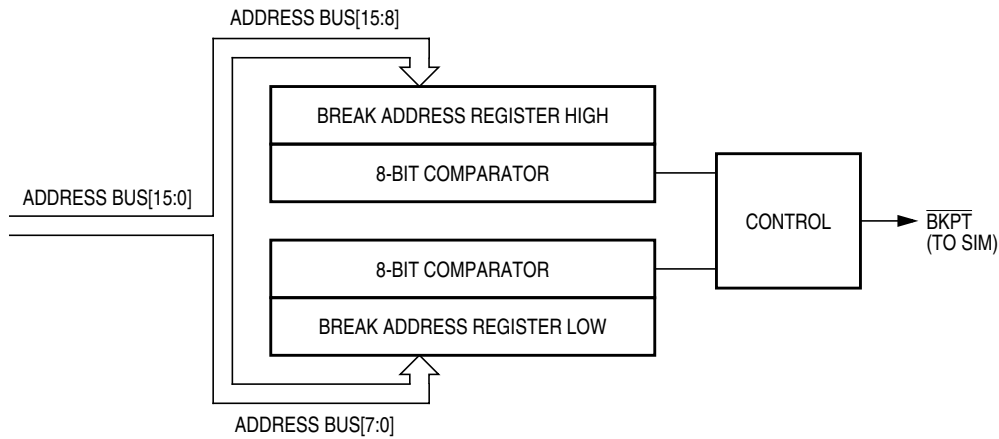 ADDRESS BUS[15:8]
BREAK ADDRESS REGISTER HIGH
8-BIT COMPARATOR
ADDRESS BUS[15:0]
CONTROL
BKPT
(TO SIM)
8-BIT COMPARATOR
BREAK ADDRESS REGISTER LOW
ADDRESS BUS[7:0]